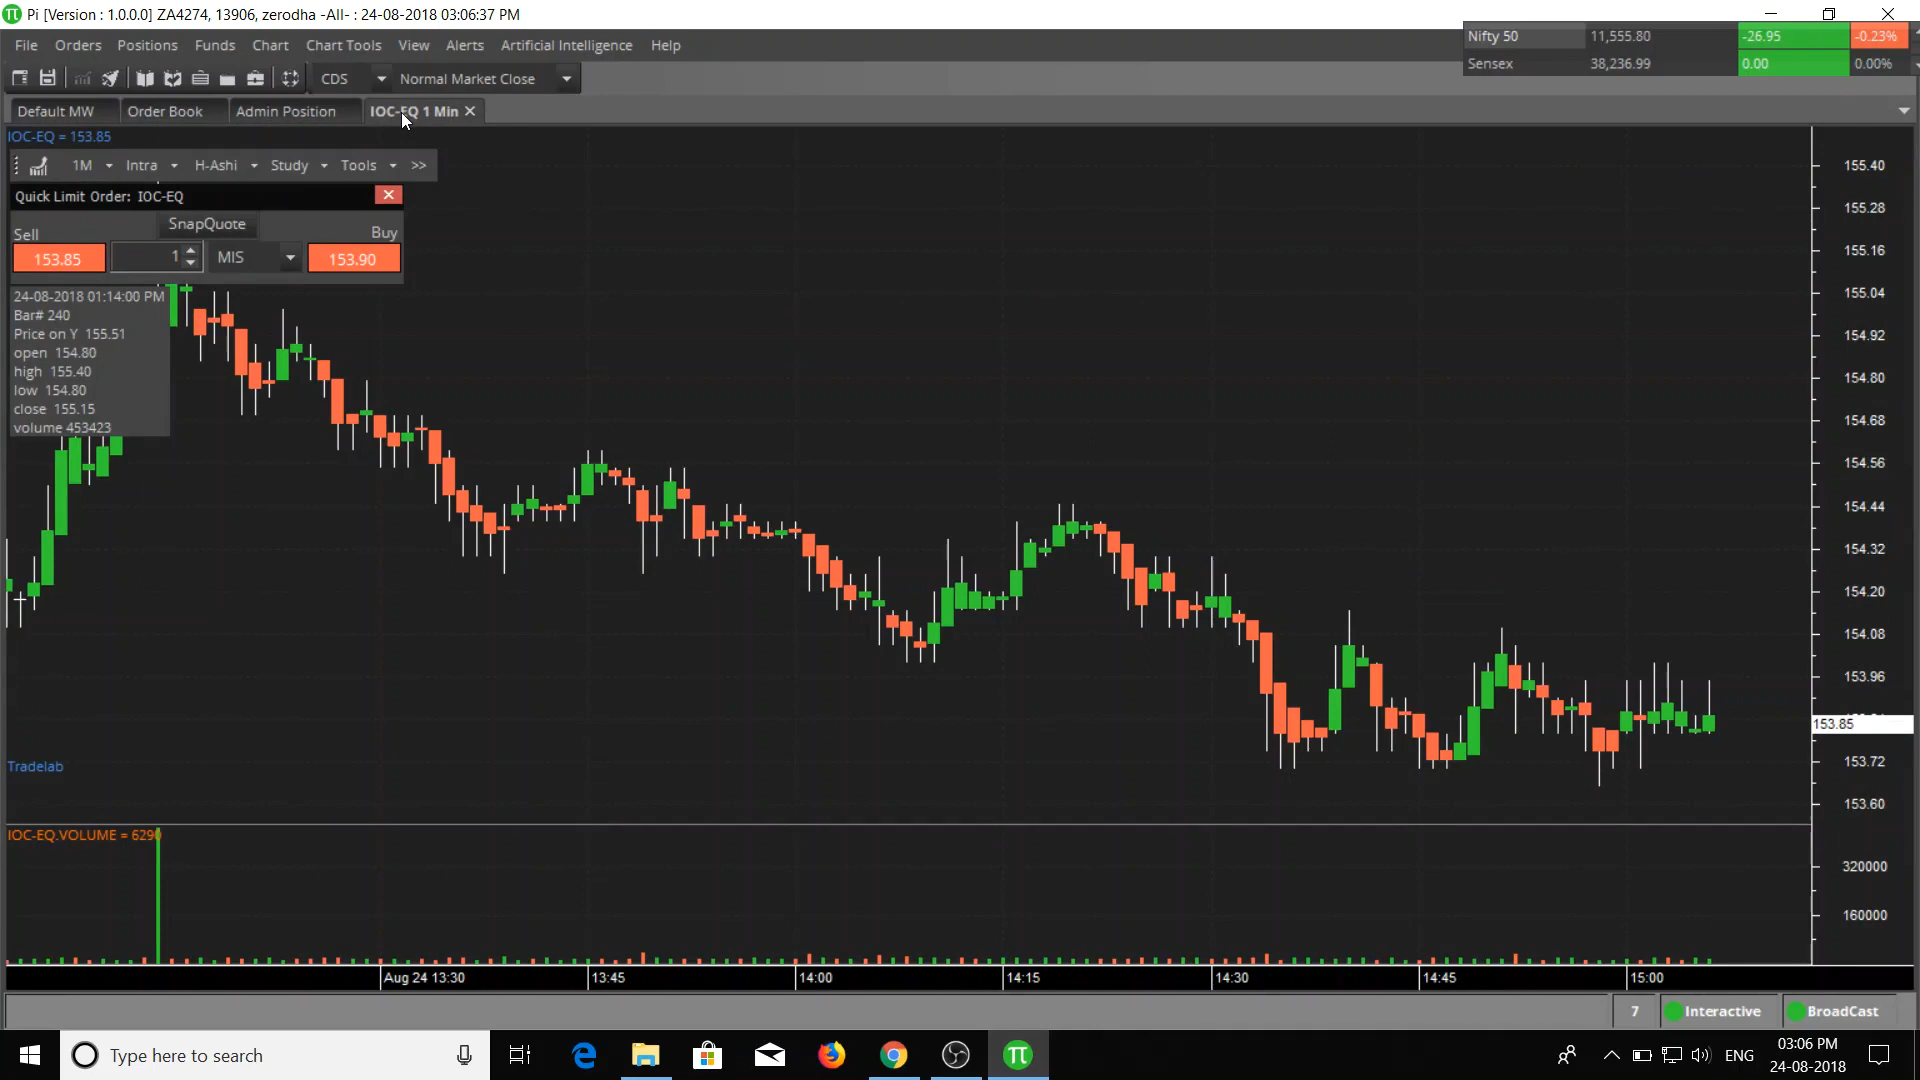 Pi [Version : 1.0.0.0] ZA4274, 13906, zerodha -All- : 24-08-2018 03:06:37 PM
File Orders Positions Funds Chart Chart Tools View Alerts Artificial Intelligence Help
Nifty 50 11,555.80 -26.95 -0.23%
Sensex 38,236.99 0.00 0.00%
CDS Normal Market Close
Default MW Order Book Admin Position IOC-EQ 1 Min
IOC-EQ = 153.85
1M Intra H-Ashi Study Tools >>
Quick Limit Order: IOC-EQ
SnapQuote
Sell Buy
153.85 1 MIS 153.90
24-08-2018 01:14:00 PM
Bar# 240
Price on Y 155.51
open 154.80
high 155.40
low 154.80
close 155.15
volume 453423
155.40
155.28
155.16
155.04
154.92
154.80
154.68
154.56
154.44
154.32
154.20
154.08
153.96
153.85
153.72
153.60
Tradelab
IOC-EQ.VOLUME = 6290
320000
160000
Aug 24 13:30 13:45 14:00 14:15 14:30 14:45 15:00
7 Interactive BroadCast
Type here to search
ENG
03:06 PM
24-08-2018